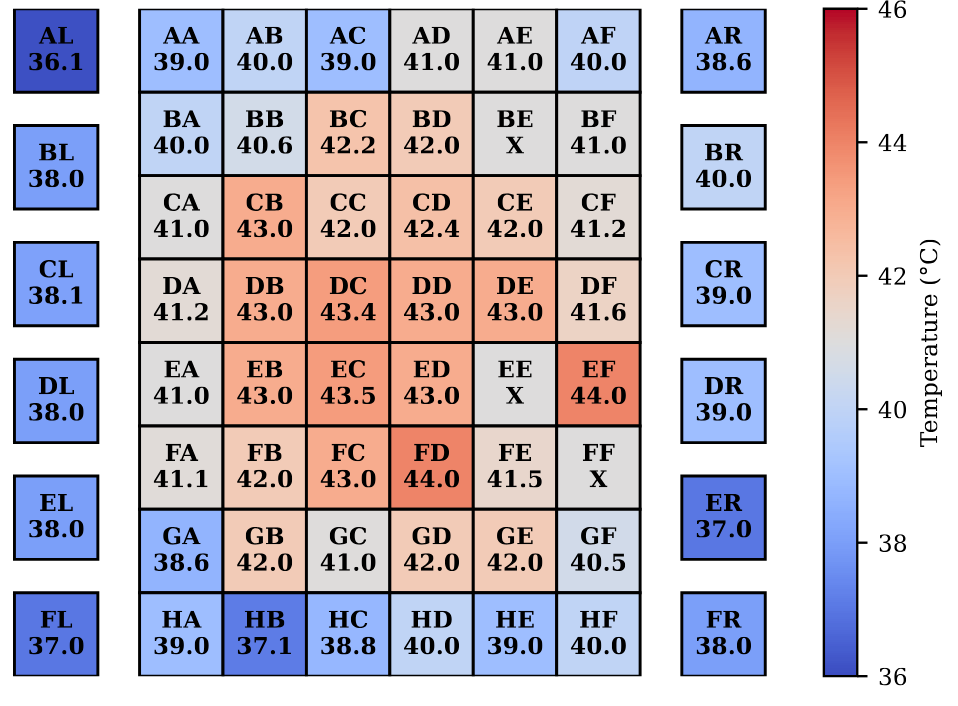 AL
36.1
AA
39.0
AB
40.0
AC
39.0
AD
41.0
AE
41.0
AF
40.0
AR
38.6
BL
38.0
BA
40.0
BB
40.6
BC
42.2
BD
42.0
BE
X
BF
41.0
BR
40.0
CL
38.1
CA
41.0
CB
43.0
CC
42.0
CD
42.4
CE
42.0
CF
41.2
CR
39.0
DA
41.2
DB
43.0
DC
43.4
DD
43.0
DE
43.0
DF
41.6
DL
38.0
EA
41.0
EB
43.0
EC
43.5
ED
43.0
EE
X
EF
44.0
DR
39.0
EL
38.0
FA
41.1
FB
42.0
FC
43.0
FD
44.0
FE
41.5
FF
X
ER
37.0
GA
38.6
GB
42.0
GC
41.0
GD
42.0
GE
42.0
GF
40.5
FL
37.0
HA
39.0
HB
37.1
HC
38.8
HD
40.0
HE
39.0
HF
40.0
FR
38.0
46
44
42
40
38
36
Temperature (°C)